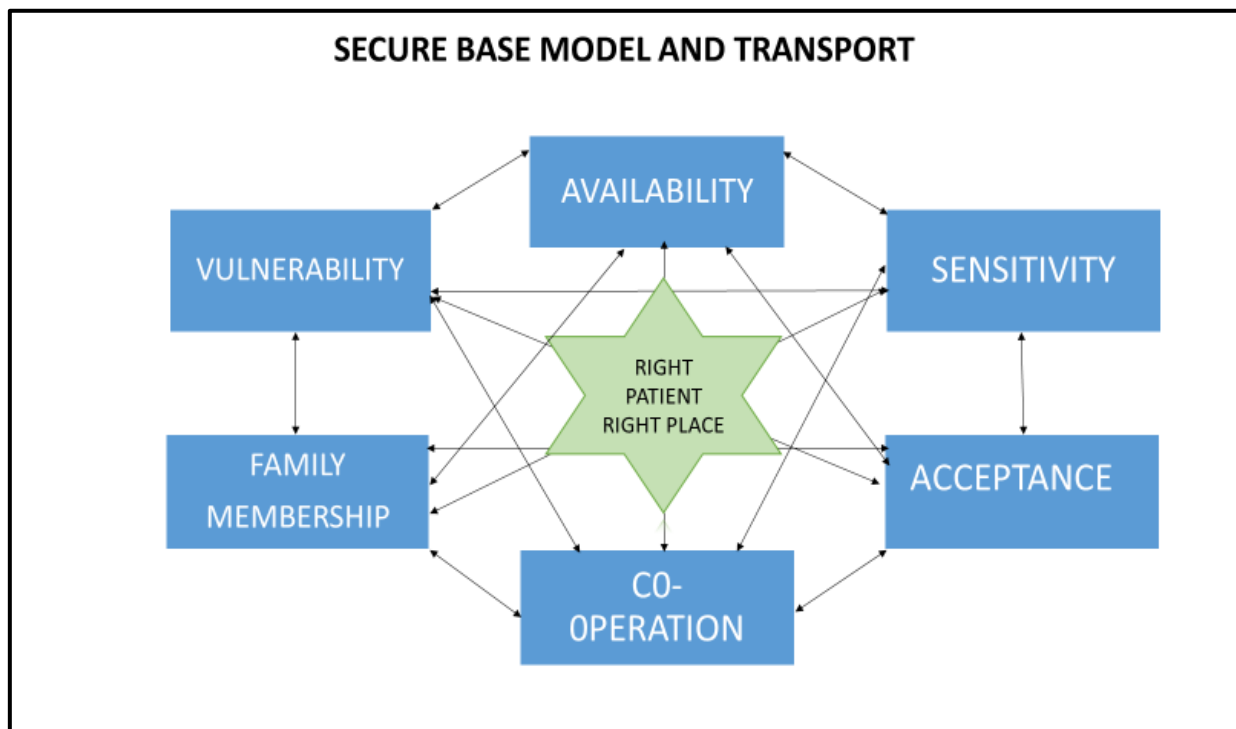 SECURE BASE MODEL AND TRANSPORT
AVAILABILITY
VULNERABILITY
SENSITIVITY
RIGHT
PATIENT
RIGHT PLACE
FAMILY
MEMBERSHIP
ACCEPTANCE
C0-
0PERATION